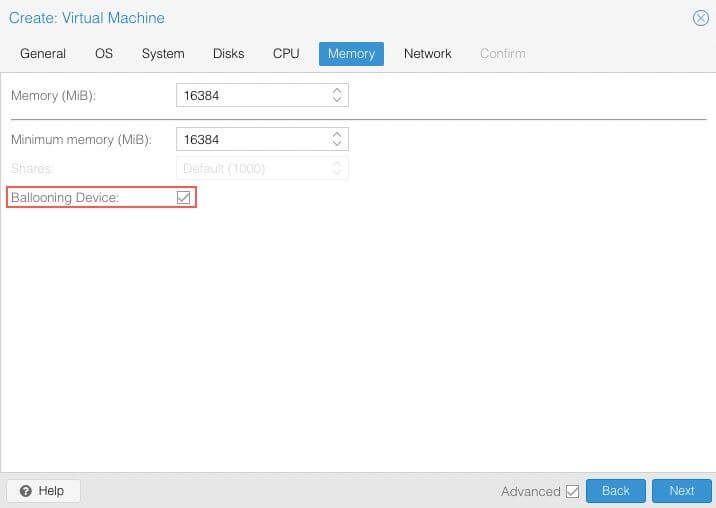 Create: Virtual Machine
General OS System Disks CPU Memory Network Confirm
Memory (MiB): 16384
Minimum memory (MiB): 16384
Shares: Default (1000)
Ballooning Device:
Help Advanced Back Next